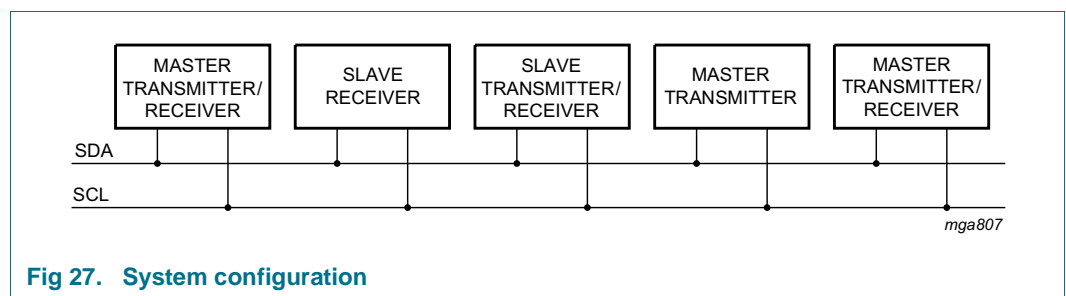 MASTER
TRANSMITTER/
RECEIVER
SLAVE
RECEIVER
SLAVE
TRANSMITTER/
RECEIVER
MASTER
TRANSMITTER
MASTER
TRANSMITTER/
RECEIVER
SDA
SCL
mga807
Fig 27. System configuration